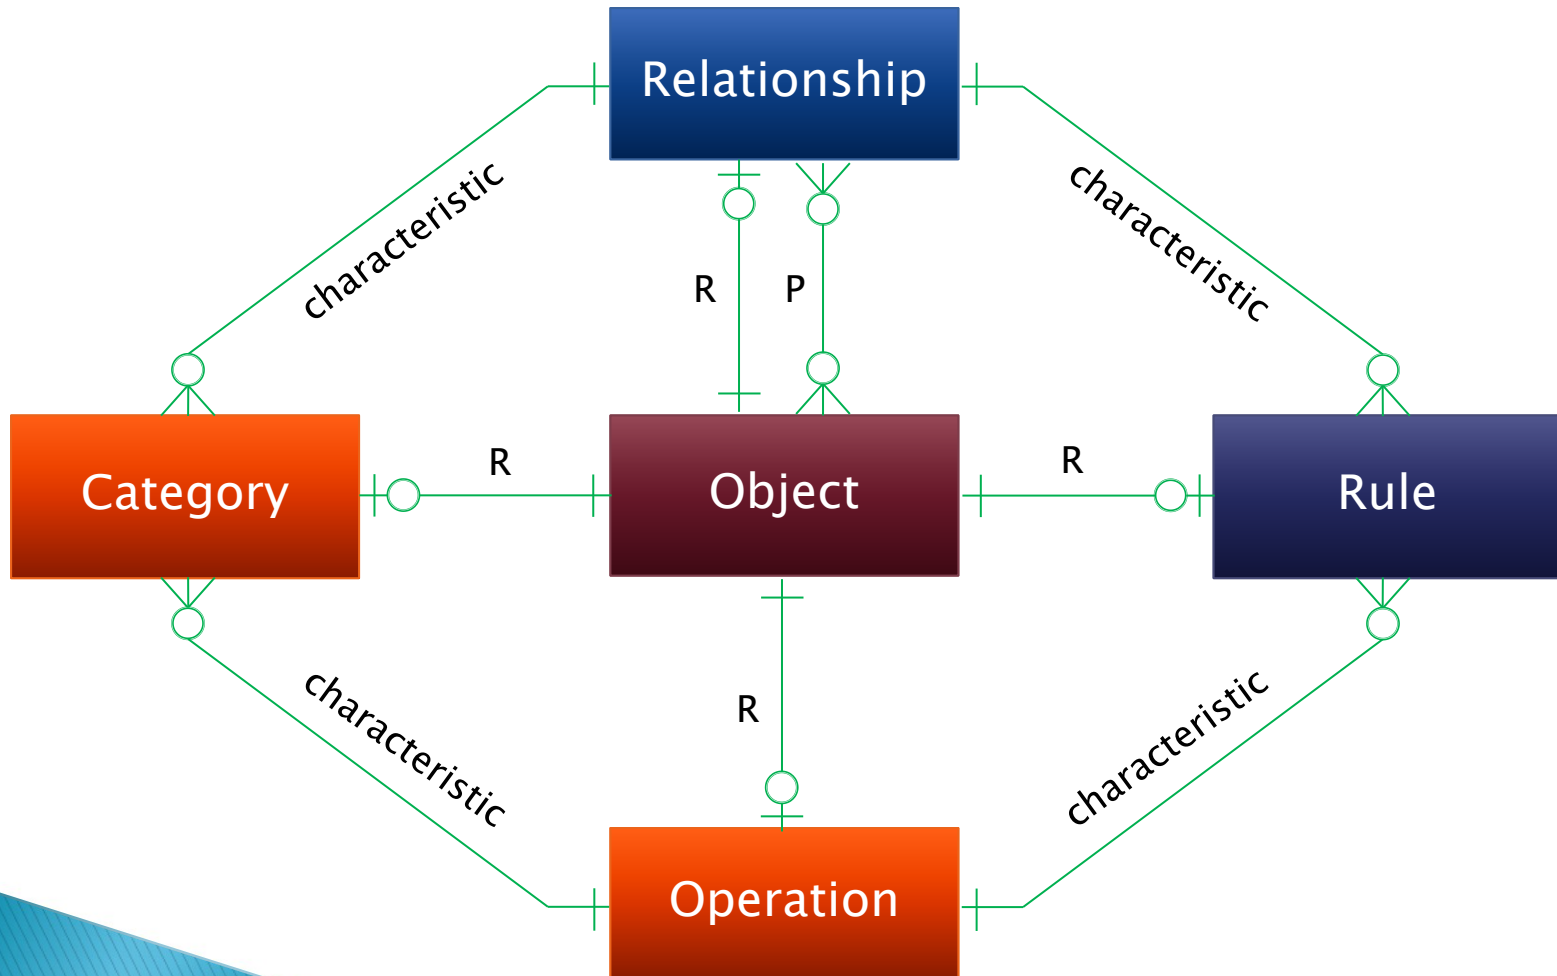 Relationship
characteristic
characteristic
R
P
Category
R
Object
R
Rule
characteristic
R
characteristic
Operation